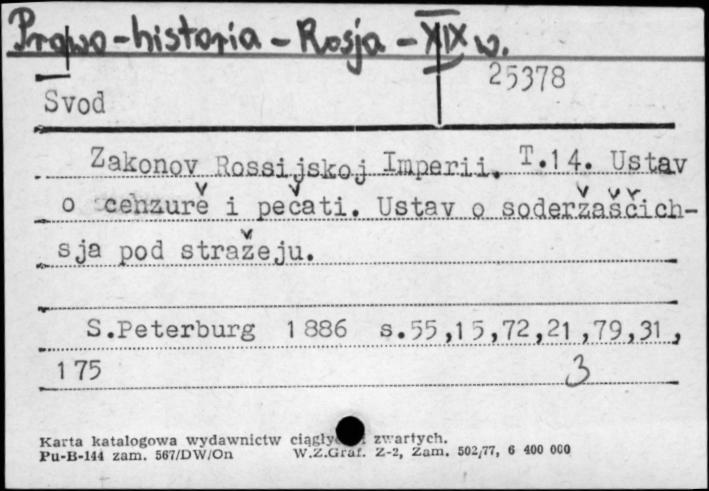 Prawo-historia - Rosja - XIX w.
25378
Svod
Zakonov Rossijskoj Imperii. T.14. Ustav
o cenzurě i pečati. Ustav o soderžaščich-
sja pod stražeju.
S.Peterburg 1886 s.55,15,72,21,79,31,
175
3
Karta katalogowa wydawnictw ciągłych i zwartych.
Pu-B-144 zam. 567/DW/On W.Z.Graf. Z-2, Zam. 502/77, 6 400 000